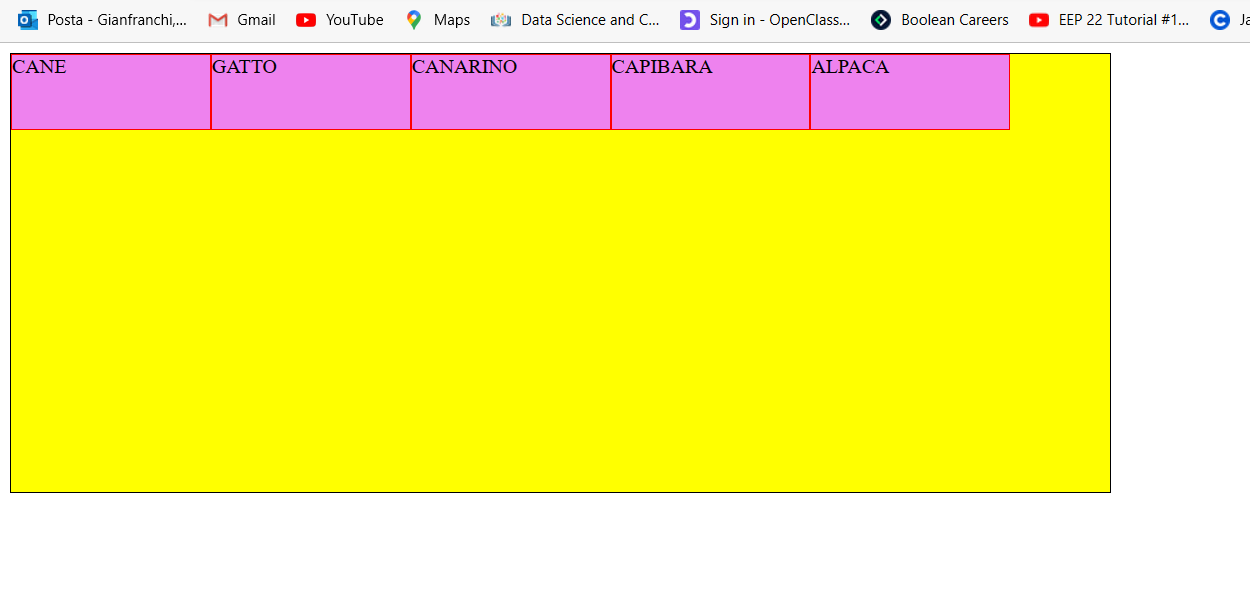 Posta - Gianfranchi,... Gmail YouTube Maps Data Science and C... Sign in - OpenClass... Boolean Careers EEP 22 Tutorial #1... Ja
CANE GATTO CANARINO CAPIBARA ALPACA